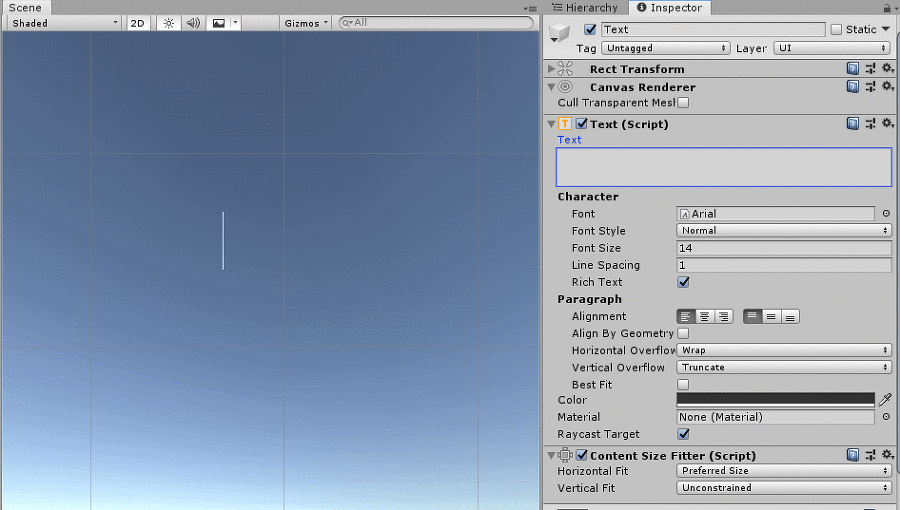 Scene
Shaded
2D
Gizmos
All
Hierarchy
Inspector
Text
Static
Tag
Untagged
Layer
UI
Rect Transform
Canvas Renderer
Cull Transparent Mesh
Text (Script)
Text
Character
Font
Arial
Font Style
Normal
Font Size
14
Line Spacing
1
Rich Text
Paragraph
Alignment
Align By Geometry
Horizontal Overflow
Wrap
Vertical Overflow
Truncate
Best Fit
Color
Material
None (Material)
Raycast Target
Content Size Fitter (Script)
Horizontal Fit
Preferred Size
Vertical Fit
Unconstrained